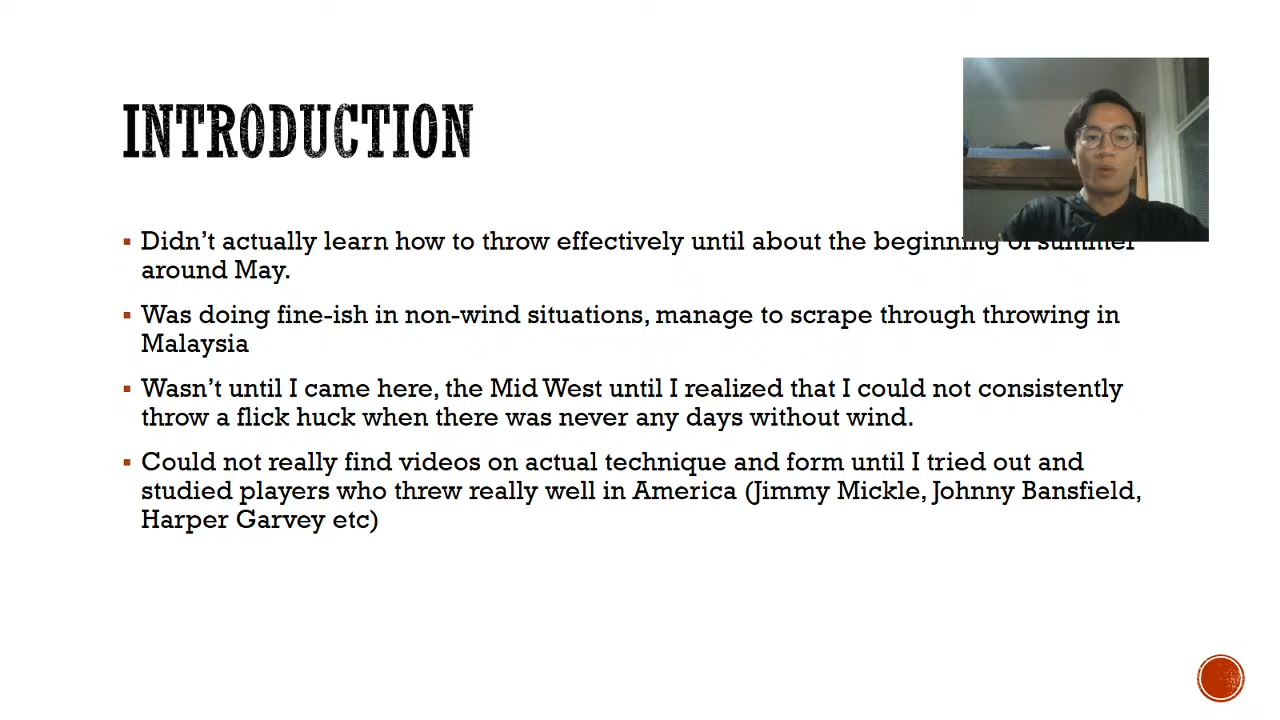 INTRODUCTION
Didn't actually learn how to throw effectively until about the beginning of summer
around May.
Was doing fine-ish in non-wind situations, manage to scrape through throwing in
Malaysia
Wasn't until I came here, the Mid West until I realized that I could not consistently
throw a flick huck when there was never any days without wind.
Could not really find videos on actual technique and form until I tried out and
studied players who threw really well in America (Jimmy Mickle, Johnny Bansfield,
Harper Garvey etc)